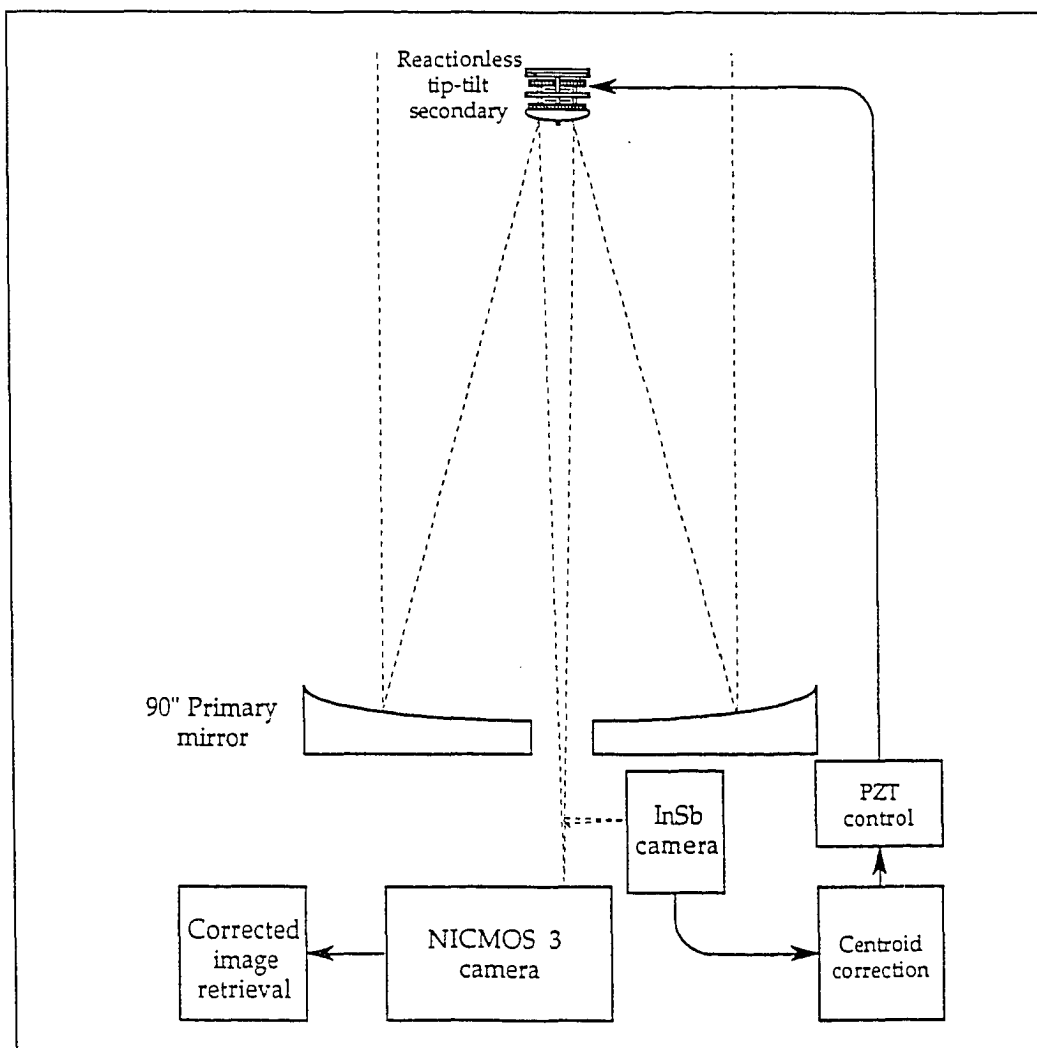 Reactionless
tip-tilt
secondary
90" Primary
mirror
InSb
camera
PZT
control
Corrected
image
retrieval
NICMOS 3
camera
Centroid
correction